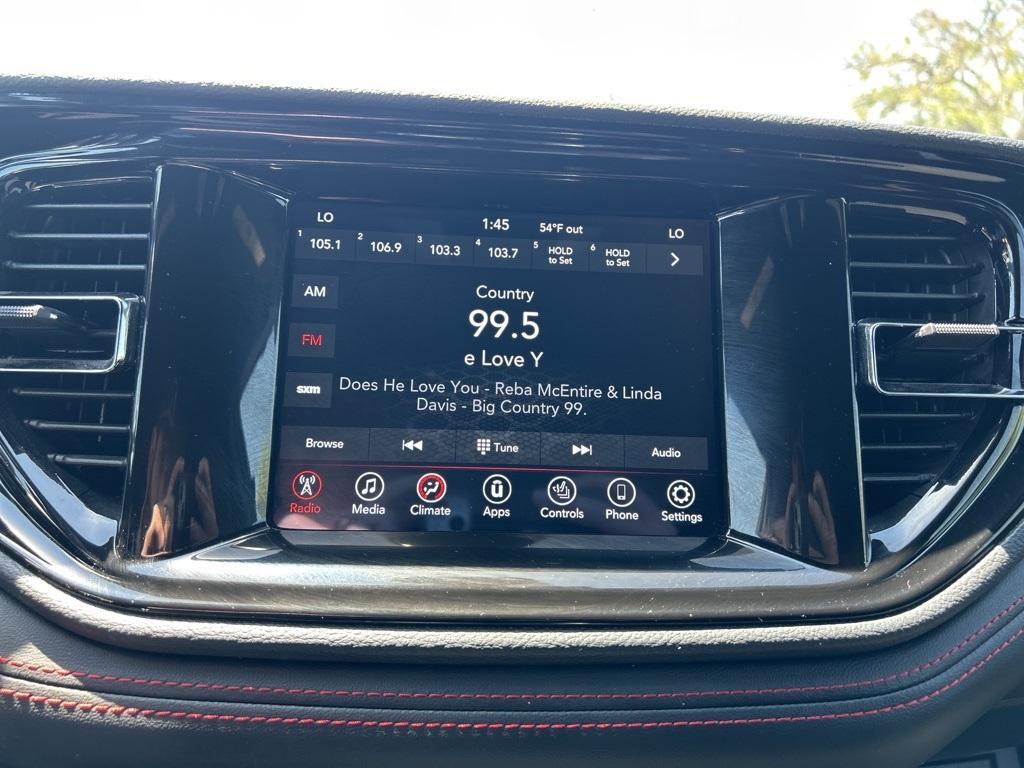 LO 1:45 54°F out LO
1 105.1 2 106.9 3 103.3 4 103.7 5 HOLD to Set 6 HOLD to Set >
AM
Country
99.5
FM
e Love Y
sxm
Does He Love You - Reba McEntire & Linda
Davis - Big Country 99.
Browse Tune Audio
Radio Media Climate Apps Controls Phone Settings